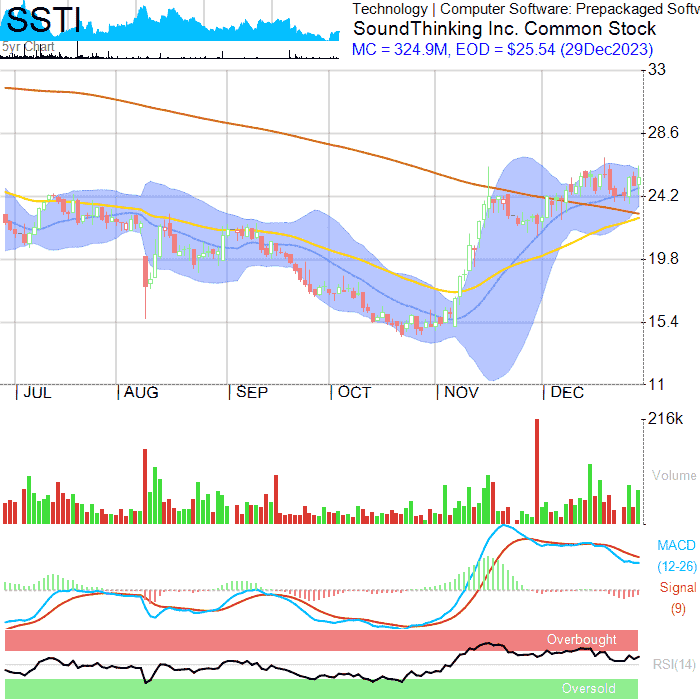 SSTI
5yr Chart
Technology | Computer Software: Prepackaged Softw
SoundThinking Inc. Common Stock
MC = 324.9M, EOD = $25.54 (29Dec2023)
33
28.6
24.2
19.8
15.4
11
| JUL | AUG | SEP | OCT | NOV | DEC
216k
Volume
MACD
(12-26)
Signal
(9)
Overbought
RSI(14)
Oversold